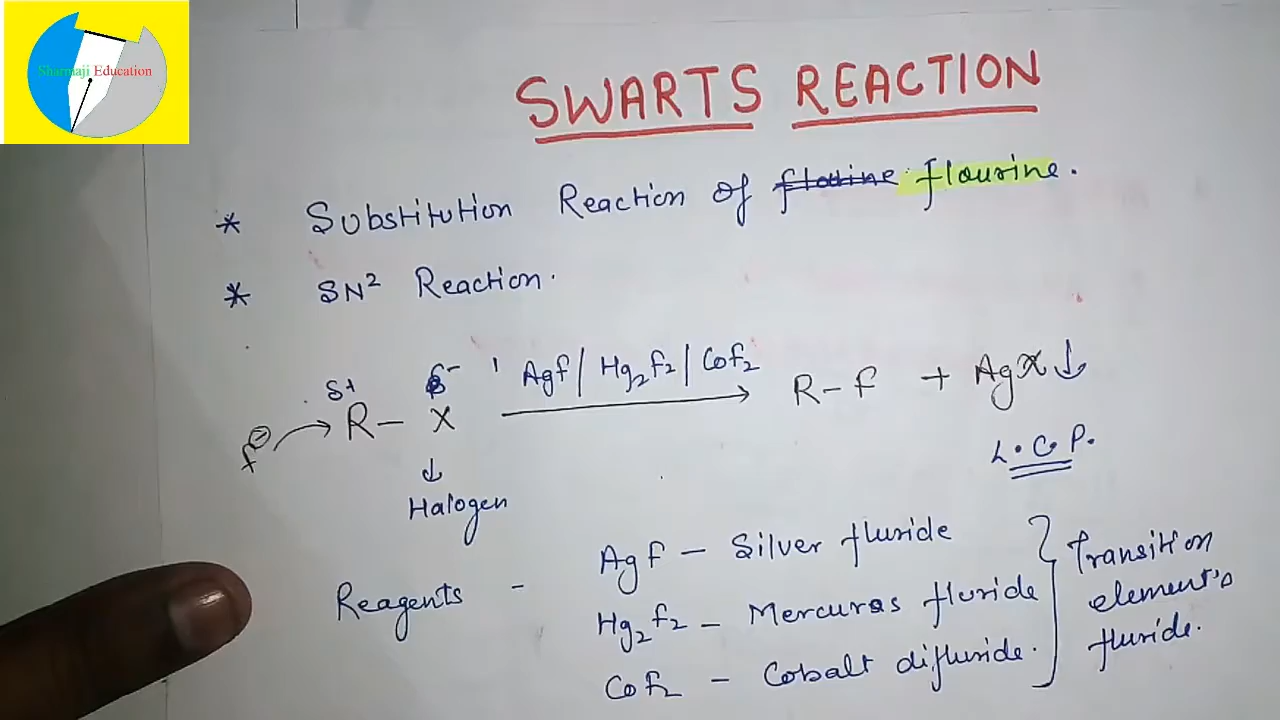 Sharmaji Education
SWARTS REACTION
* Substitution Reaction of flourine.
* SN² Reaction.
δ+ δ- Agf / Hg₂f₂ / Cof₂
f⊖ R - X → R - f + AgX ↓
↓ L.C.P.
Halogen
Reagents - Agf - Silver fluride
Hg₂f₂ - Mercuras fluride
Cof₂ - Cobalt difluride.
} Transition
element's
fluride.